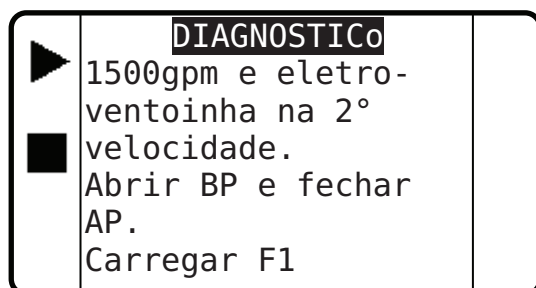 DIAGNOSTICo
1500gpm e eletro-
ventoinha na 2°
velocidade.
Abrir BP e fechar
AP.
Carregar F1